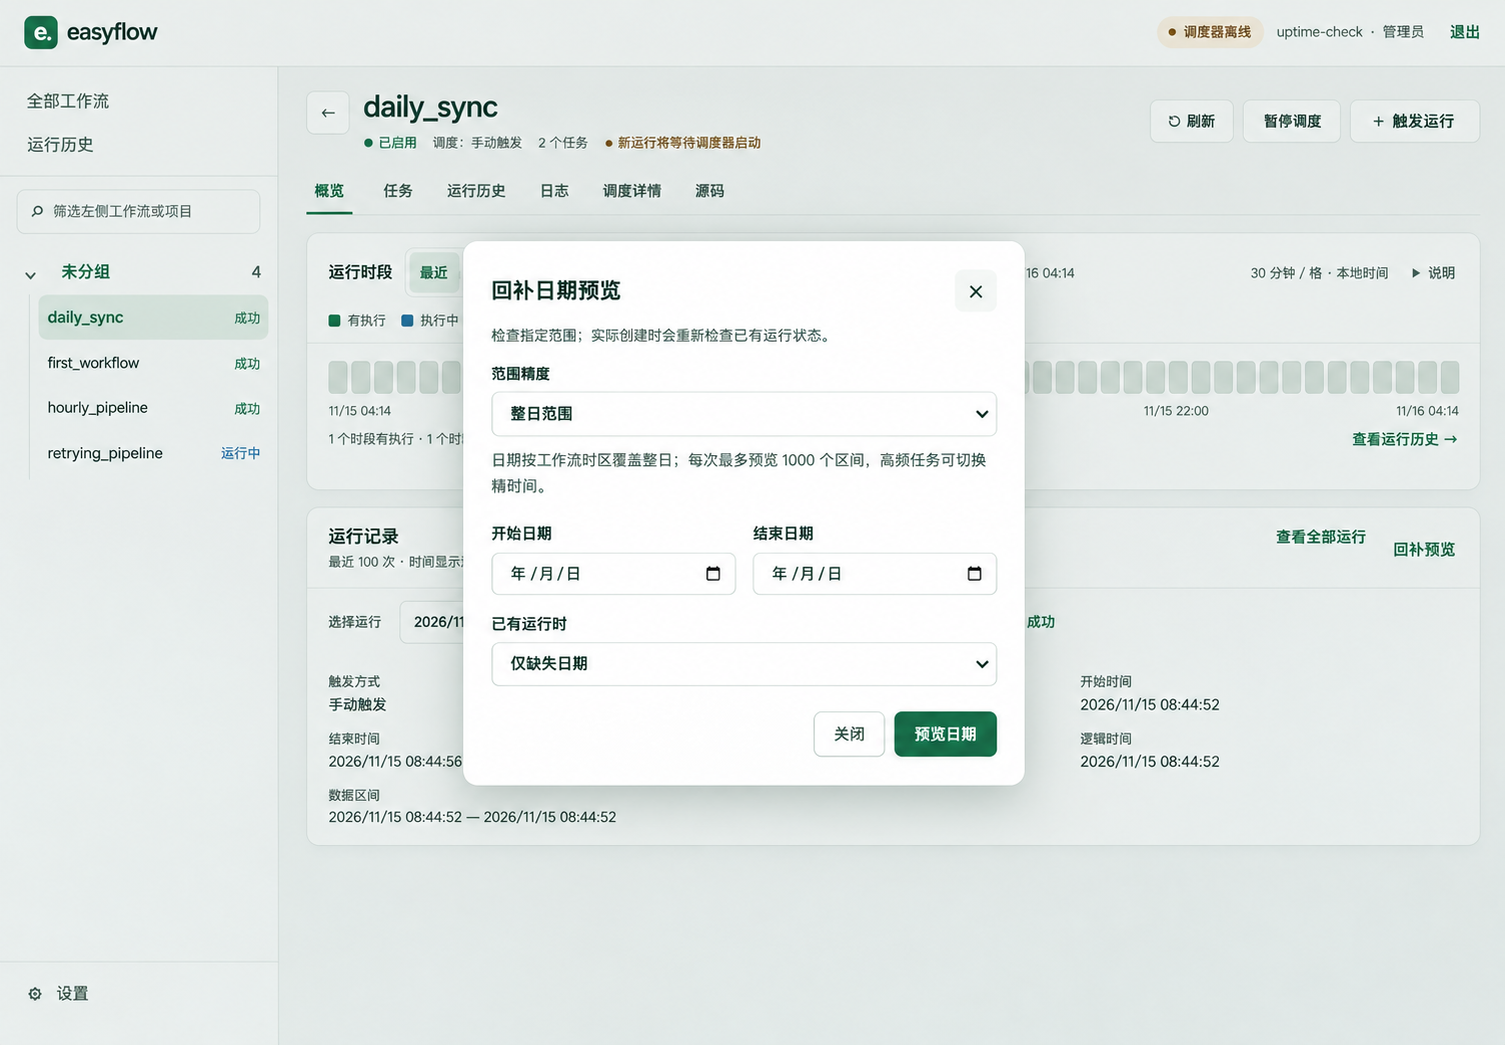 e. easyflow
调度器离线 uptime-check · 管理员 退出
全部工作流
运行历史
筛选左侧工作流或项目
未分组 4
daily_sync 成功
first_workflow 成功
hourly_pipeline 成功
retrying_pipeline 运行中
设置
← daily_sync
已启用 调度：手动触发 2 个任务 新运行将等待调度器启动
刷新 暂停调度 + 触发运行
概览 任务 运行历史 日志 调度详情 源码
运行时段 最近 16 04:14 30 分钟 / 格 · 本地时间 说明
有执行 执行中
11/15 04:14 11/15 22:00 11/16 04:14
1 个时段有执行 · 1 个时 查看运行历史 →
运行记录 查看全部运行 回补预览
最近 100 次 · 时间显示
选择运行 2026/11 成功
触发方式 开始时间
手动触发 2026/11/15 08:44:52
结束时间 逻辑时间
2026/11/15 08:44:56 2026/11/15 08:44:52
数据区间
2026/11/15 08:44:52 — 2026/11/15 08:44:52
回补日期预览
检查指定范围；实际创建时会重新检查已有运行状态。
范围精度
整日范围
日期按工作流时区覆盖整日；每次最多预览 1000 个区间，高频任务可切换
精时间。
开始日期 结束日期
年 /月/日 年 /月/日
已有运行时
仅缺失日期
关闭 预览日期